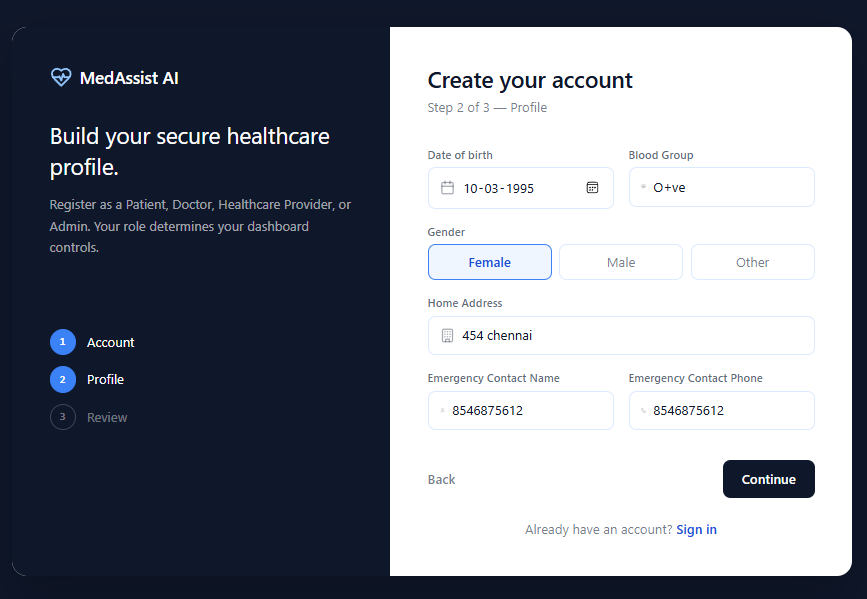 MedAssist AI
Build your secure healthcare
profile.
Register as a Patient, Doctor, Healthcare Provider, or
Admin. Your role determines your dashboard
controls.
1 Account
2 Profile
3 Review
Create your account
Step 2 of 3 — Profile
Date of birth Blood Group
10-03-1995 O+ve
Gender
Female Male Other
Home Address
454 chennai
Emergency Contact Name Emergency Contact Phone
8546875612 8546875612
Back Continue
Already have an account? Sign in